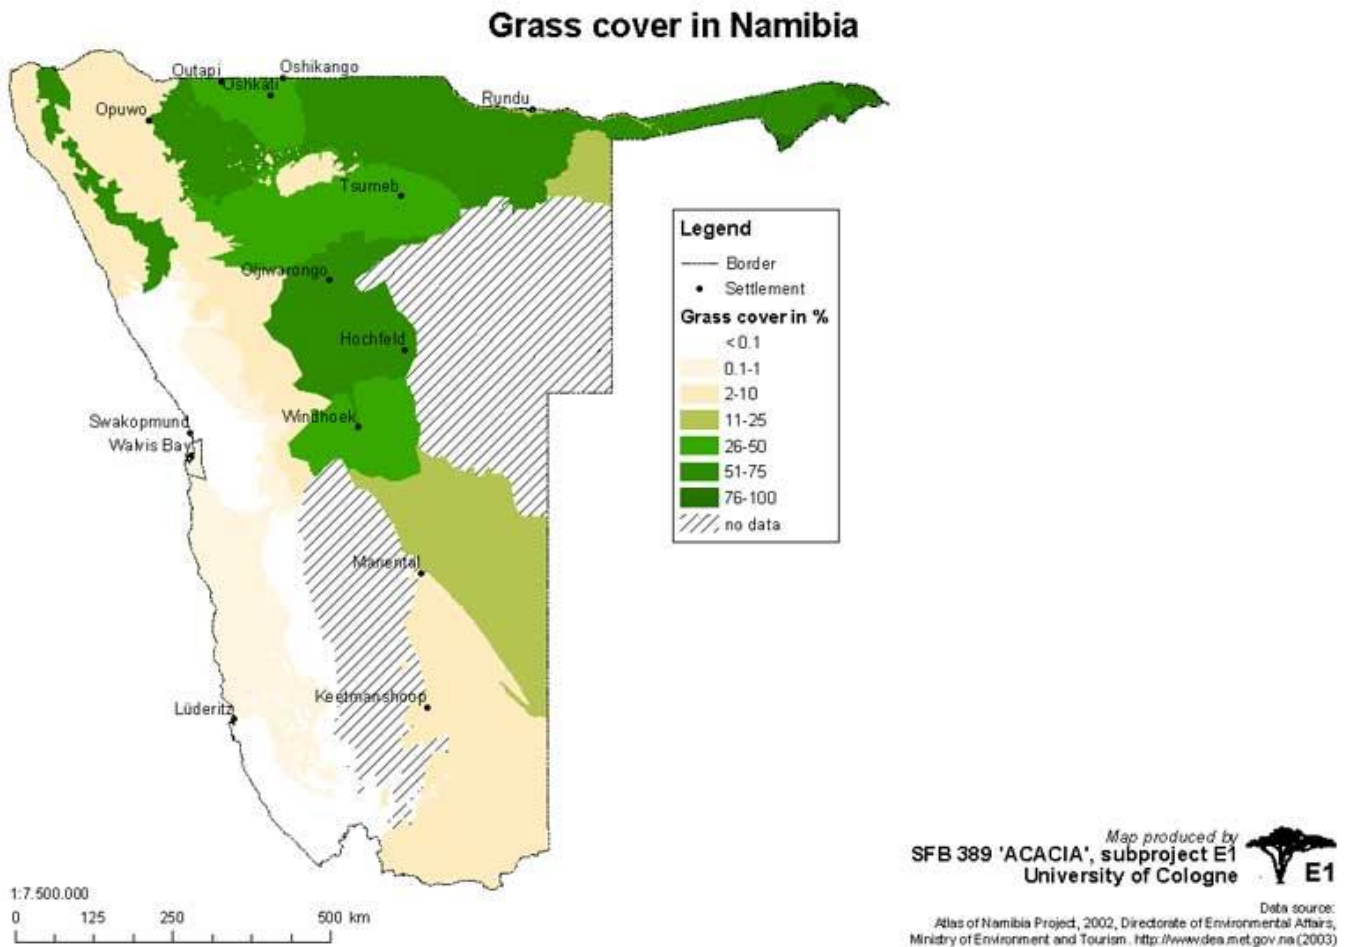 Grass cover in Namibia
Outapi
Oshikango
Oshkati
Opuwo
Rundu
Tsumeb
Otjiwarongo
Hochfeld
Windhoek
Swakopmund
Walvis Bay
Mariental
Keetmanshoop
Lüderitz
Legend
Border
Settlement
Grass cover in %
<0.1
0.1-1
2-10
11-25
26-50
51-75
76-100
no data
1:7.500.000
0 125 250 500 km
Map produced by
SFB 389 'ACACIA', subproject E1
University of Cologne
E1
Data source:
Atlas of Namibia Project, 2002, Directorate of Environmental Affairs,
Ministry of Environment and Tourism. http://www.dea.met.gov.na (2003)